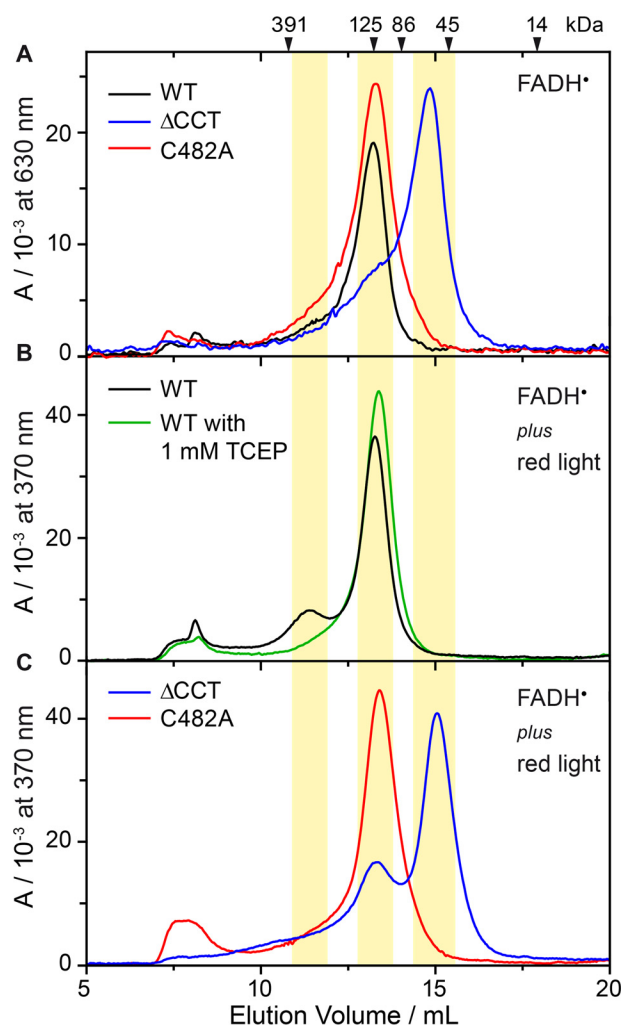 391 125 86 45 14 kDa
A
WT
ΔCCT
C482A
FADH•
A / 10⁻³ at 630 nm
20
10
0
B
WT
WT with
1 mM TCEP
FADH•
plus
red light
A / 10⁻³ at 370 nm
40
20
0
C
ΔCCT
C482A
FADH•
plus
red light
A / 10⁻³ at 370 nm
40
20
0
5 10 15 20
Elution Volume / mL